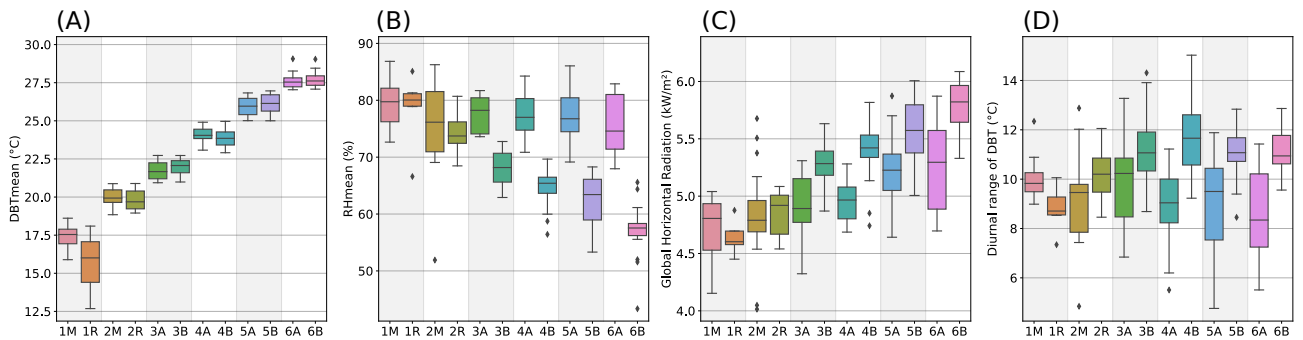 (A)
DBTmean (°C)
30.0
27.5
25.0
22.5
20.0
17.5
15.0
12.5
1M 1R 2M 2R 3A 3B 4A 4B 5A 5B 6A 6B
(B)
RHmean (%)
90
80
70
60
50
1M 1R 2M 2R 3A 3B 4A 4B 5A 5B 6A 6B
(C)
Global Horizontal Radiation (kW/m²)
6.0
5.5
5.0
4.5
4.0
1M 1R 2M 2R 3A 3B 4A 4B 5A 5B 6A 6B
(D)
Diurnal range of DBT (°C)
14
12
10
8
6
1M 1R 2M 2R 3A 3B 4A 4B 5A 5B 6A 6B